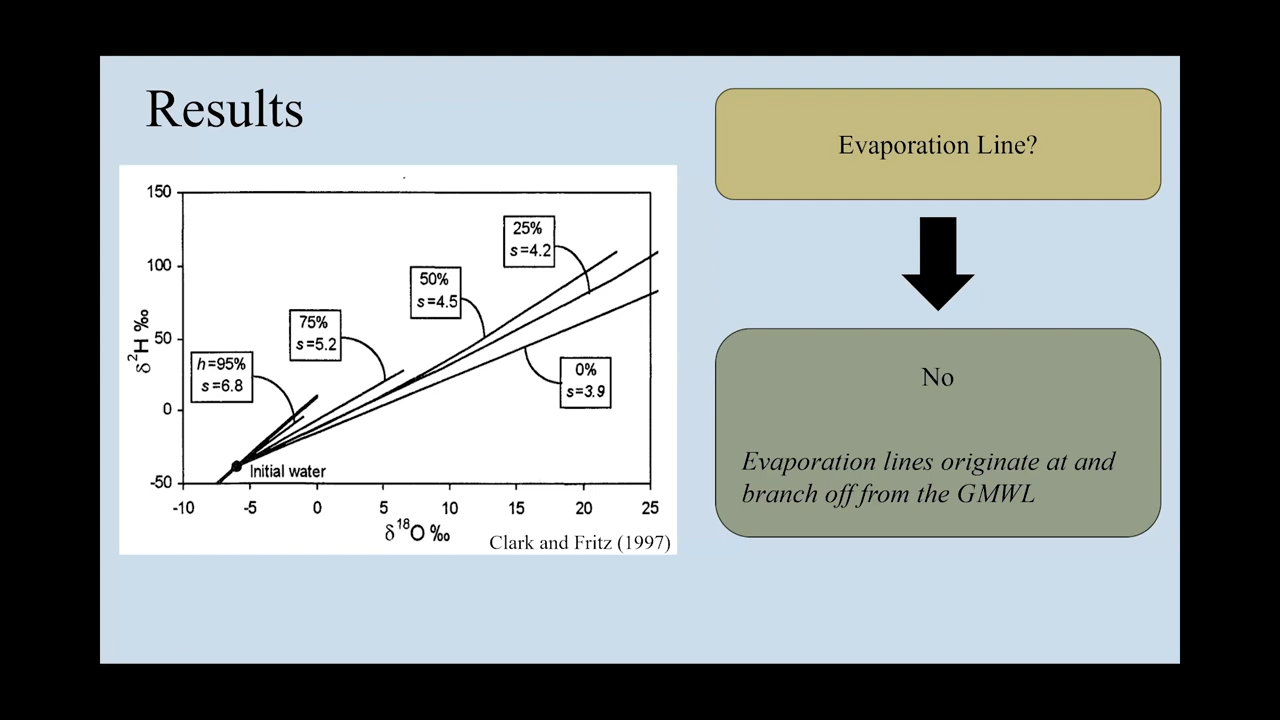 Results
150
100
50
0
-50
δ²H ‰
25%
s=4.2
50%
s=4.5
75%
s=5.2
h=95%
s=6.8
0%
s=3.9
Initial water
-10 -5 0 5 10 15 20 25
δ¹⁸O ‰
Clark and Fritz (1997)
Evaporation Line?
No
Evaporation lines originate at and
branch off from the GMWL